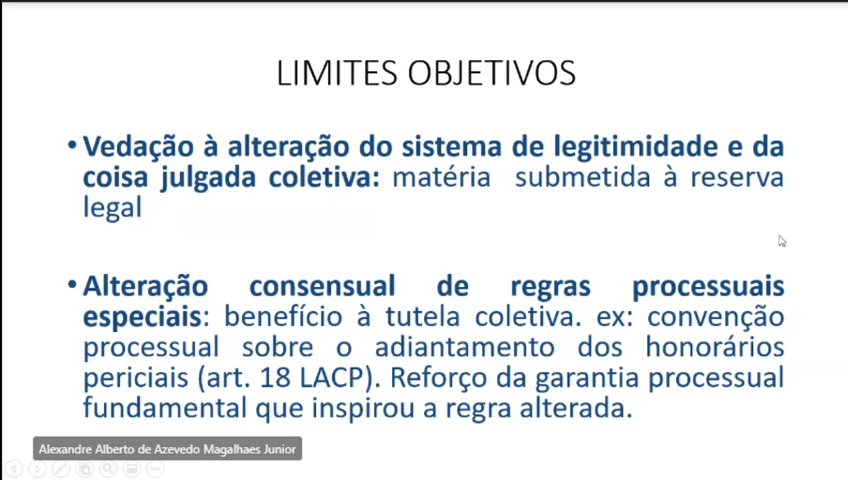 LIMITES OBJETIVOS
• Vedação à alteração do sistema de legitimidade e da
coisa julgada coletiva: matéria submetida à reserva
legal
• Alteração consensual de regras processuais
especiais: benefício à tutela coletiva. ex: convenção
processual sobre o adiantamento dos honorários
periciais (art. 18 LACP). Reforço da garantia processual
fundamental que inspirou a regra alterada.
Alexandre Alberto de Azevedo Magalhaes Junior